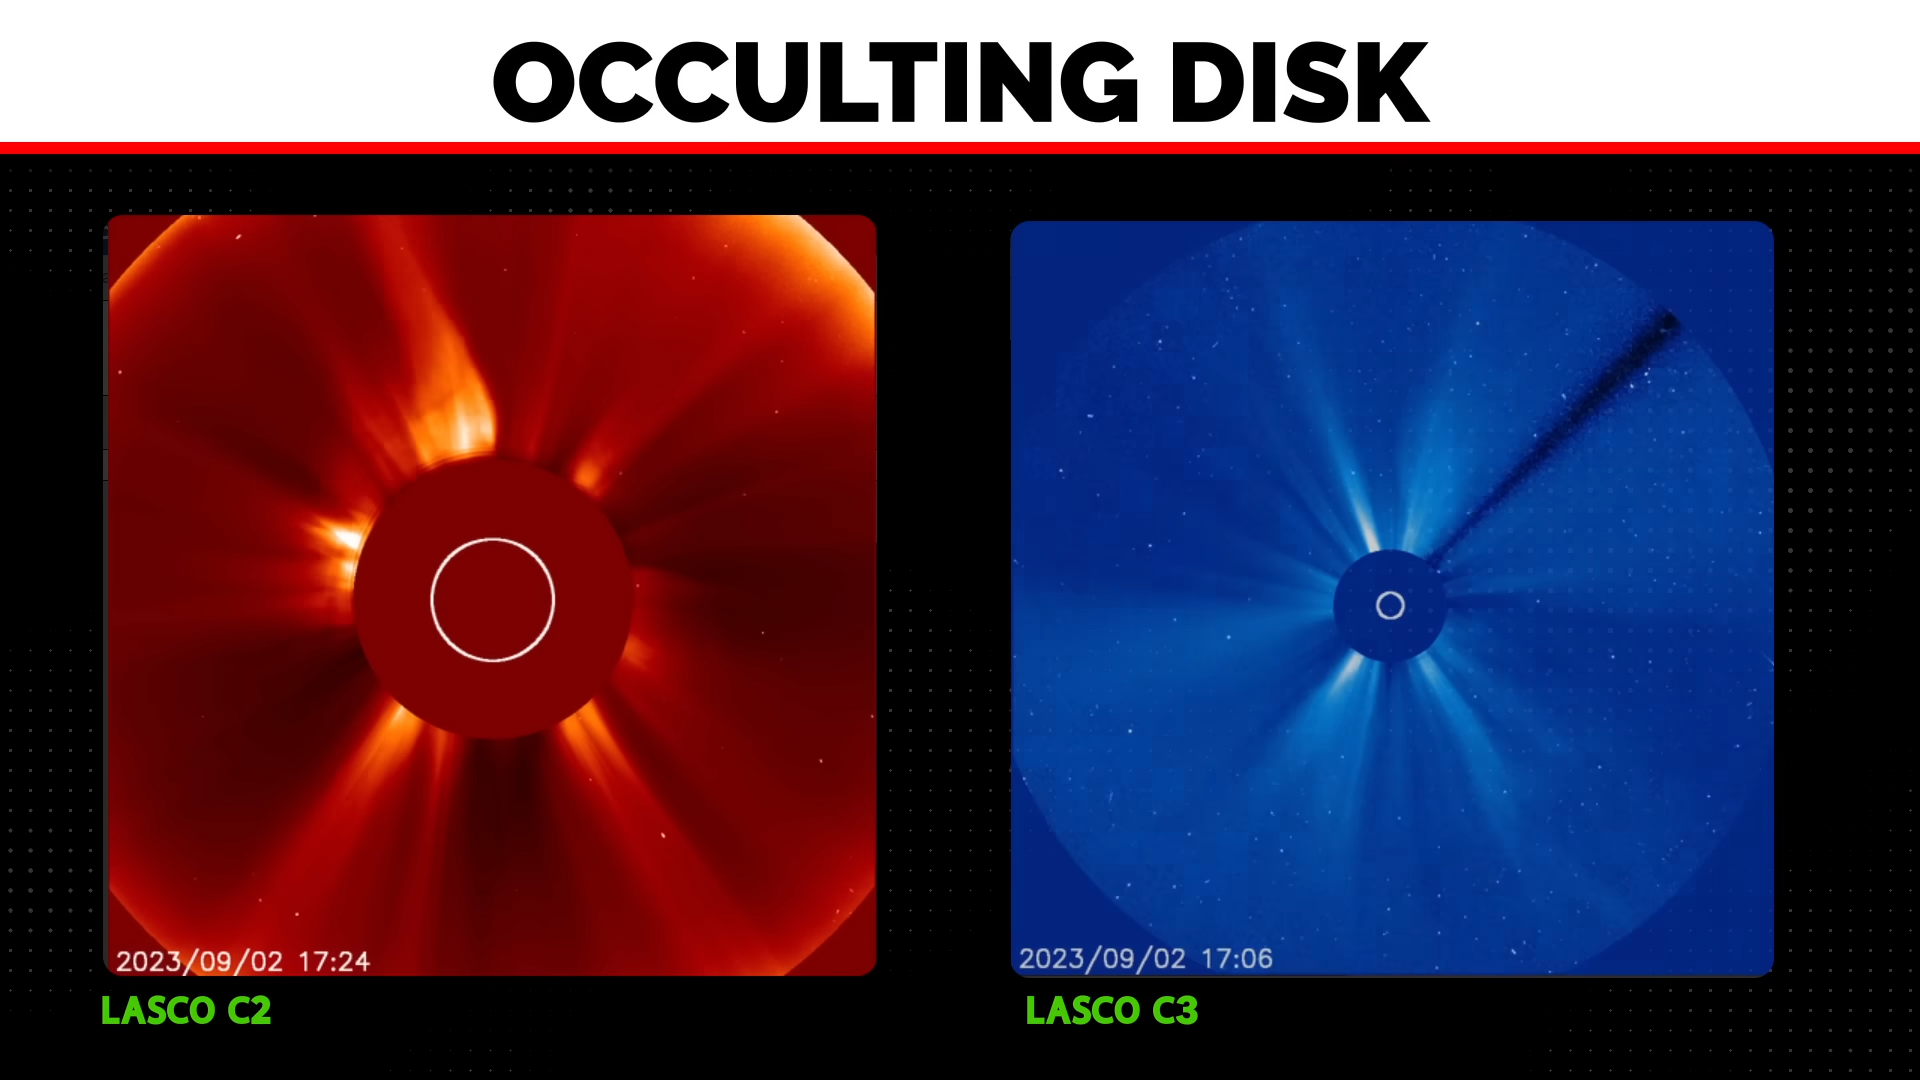 OCCULTING DISK
2023/09/02 17:24
2023/09/02 17:06
LASCO C2
LASCO C3